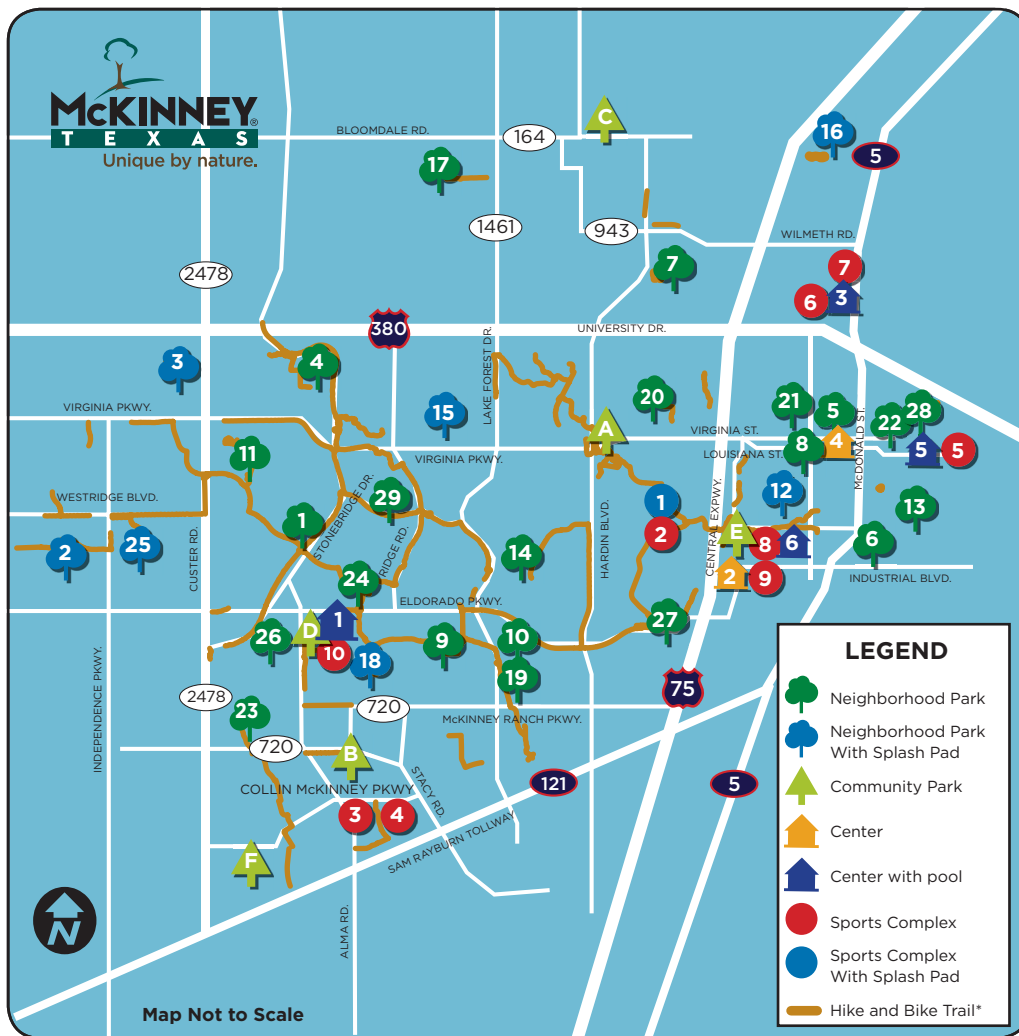 McKINNEY®
TEXAS
Unique by nature.
BLOOMDALE RD.
164
C
16
5
17
1461
943
WILMETH RD.
2478
7
7
6
3
380
UNIVERSITY DR.
3
4
LAKE FOREST DR.
15
20
21
5
McDONALD ST.
22
28
VIRGINIA PKWY.
A
VIRGINIA ST.
8
4
5
5
LOUISIANA ST.
VIRGINIA PKWY.
11
WESTRIDGE BLVD.
STONEBRIDGE DR.
29
1
12
13
1
2
CENTRAL EXPWY.
E
8
6
6
2
25
CUSTER RD.
RIDGE RD.
14
HARDIN BLVD.
2
9
INDUSTRIAL BLVD.
24
ELDORADO PKWY.
26
D
1
10
18
9
10
27
19
INDEPENDENCE PKWY.
2478
23
720
McKINNEY RANCH PKWY.
75
720
B
STACY RD.
121
5
COLLIN McKINNEY PKWY
3
4
SAM RAYBURN TOLLWAY
F
ALMA RD.
N
Map Not to Scale
LEGEND
Neighborhood Park
Neighborhood Park
With Splash Pad
Community Park
Center
Center with pool
Sports Complex
Sports Complex
With Splash Pad
Hike and Bike Trail*